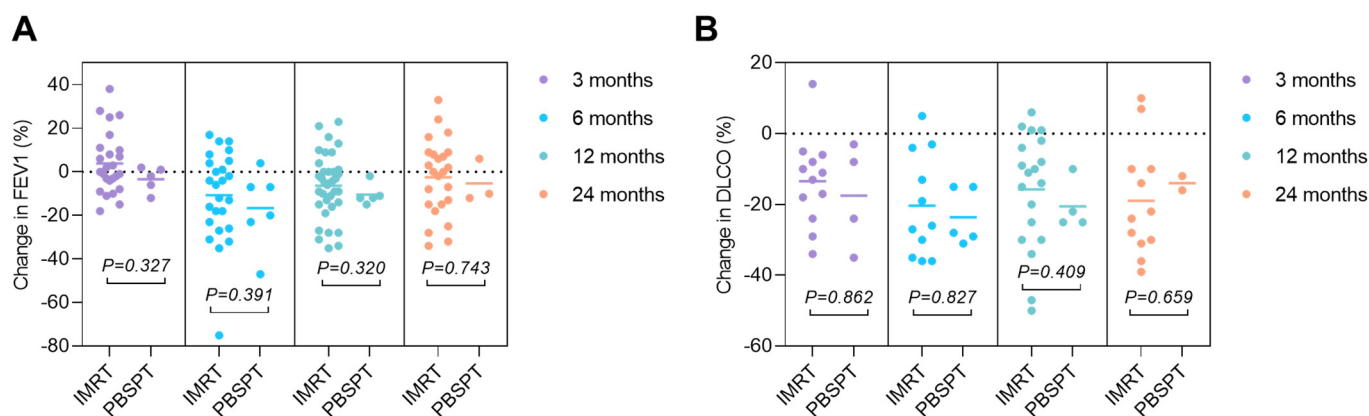 A
Change in FEV1 (%)
40
20
0
-20
-40
-60
-80
P=0.327
P=0.391
P=0.320
P=0.743
IMRT
PBSPT
IMRT
PBSPT
IMRT
PBSPT
IMRT
PBSPT
3 months
6 months
12 months
24 months
B
Change in DLCO (%)
20
0
-20
-40
-60
P=0.862
P=0.827
P=0.409
P=0.659
IMRT
PBSPT
IMRT
PBSPT
IMRT
PBSPT
IMRT
PBSPT
3 months
6 months
12 months
24 months